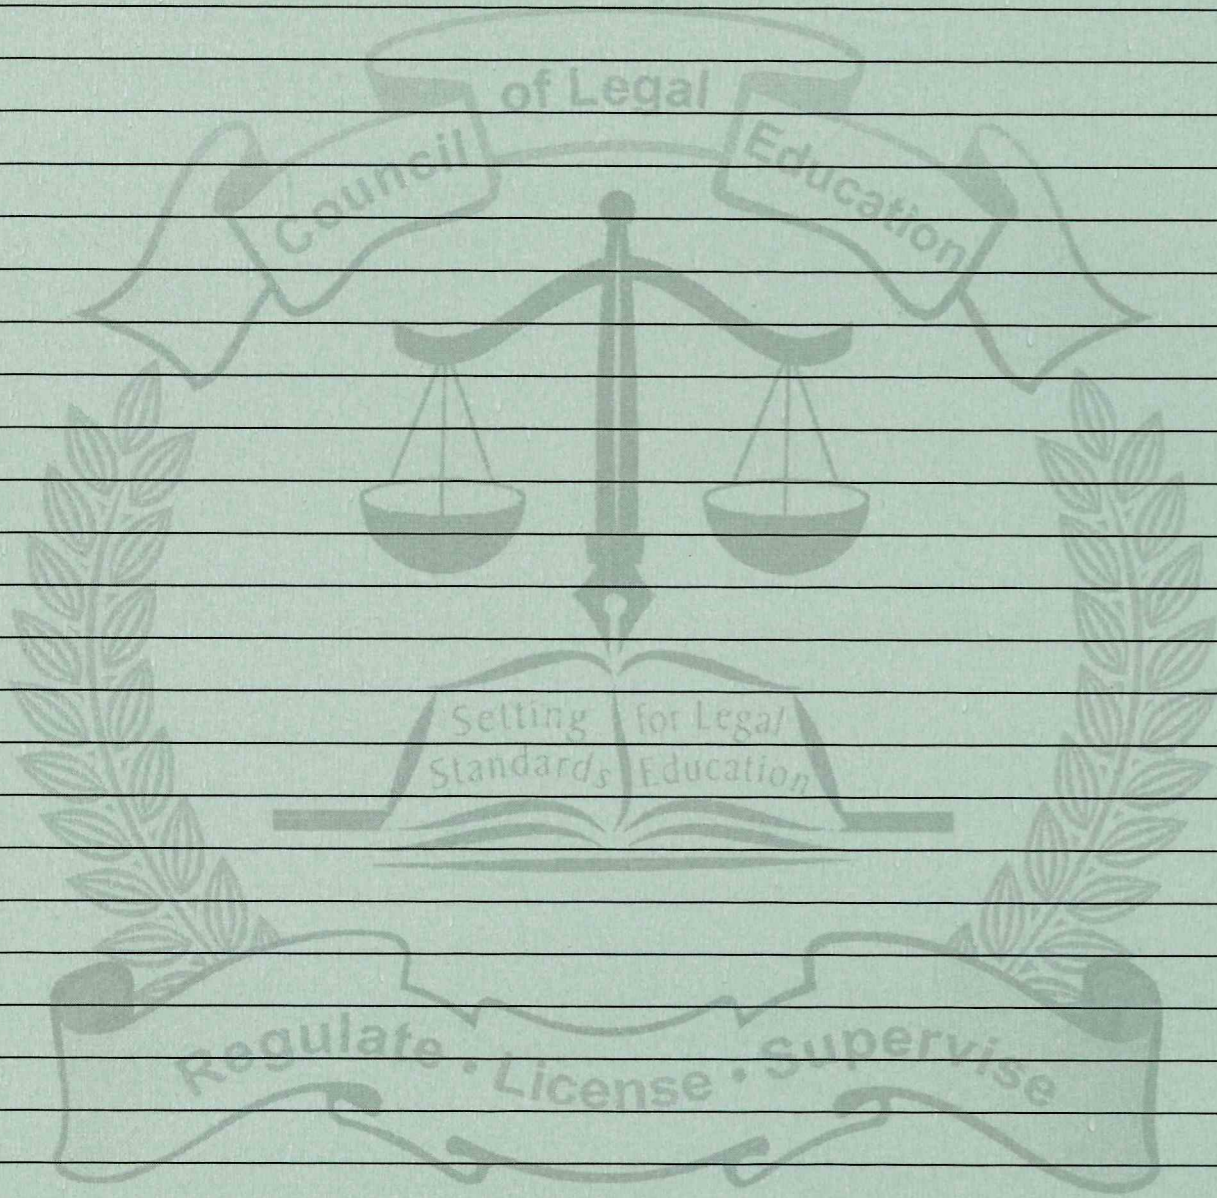 Council of Legal Education
Setting for Legal
Standards Education
Regulate • License • Supervise